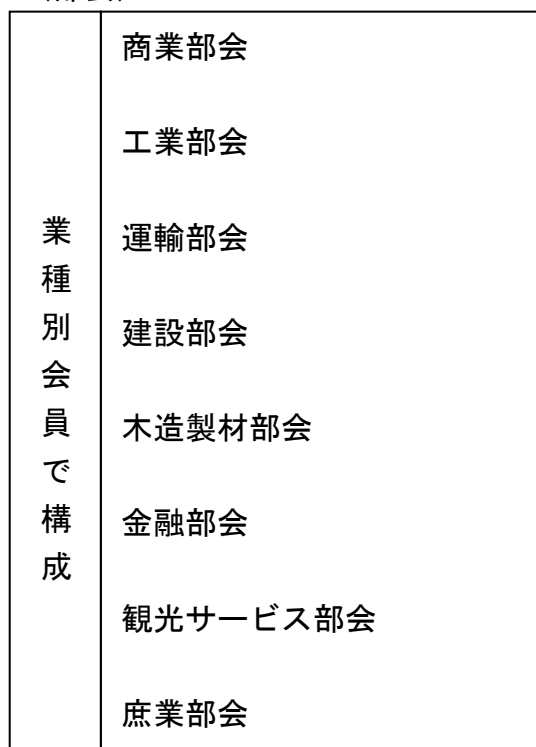 業種別会員で構成
商業部会
工業部会
運輸部会
建設部会
木造製材部会
金融部会
観光サービス部会
庶業部会